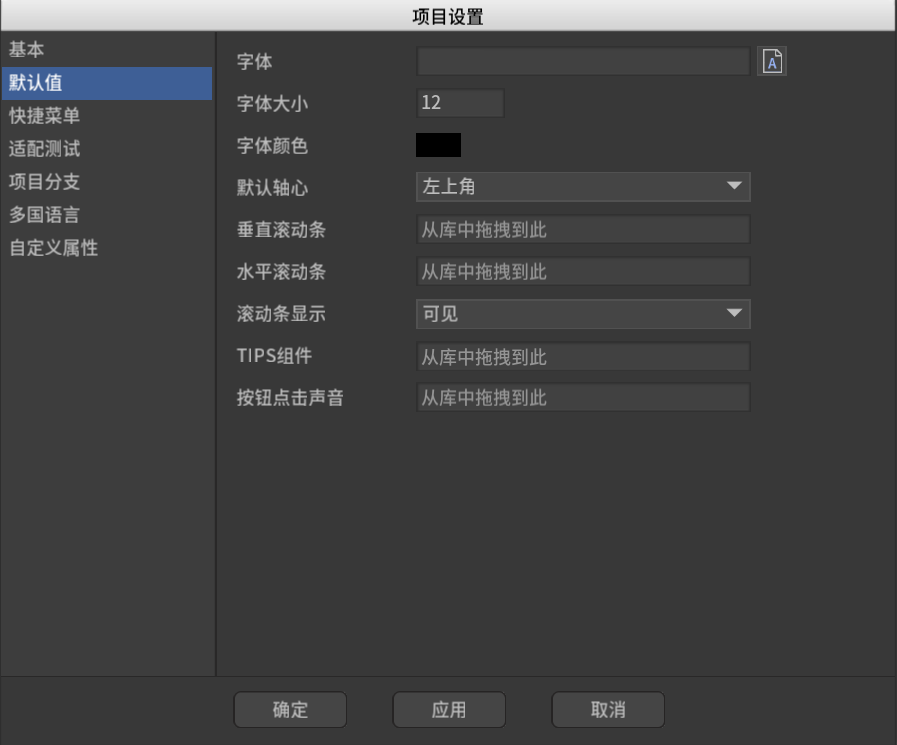 项目设置
基本
默认值
快捷菜单
适配测试
项目分支
多国语言
自定义属性
字体
A
字体大小 12
字体颜色
默认轴心 左上角
垂直滚动条 从库中拖拽到此
水平滚动条 从库中拖拽到此
滚动条显示 可见
TIPS组件 从库中拖拽到此
按钮点击声音 从库中拖拽到此
确定 应用 取消